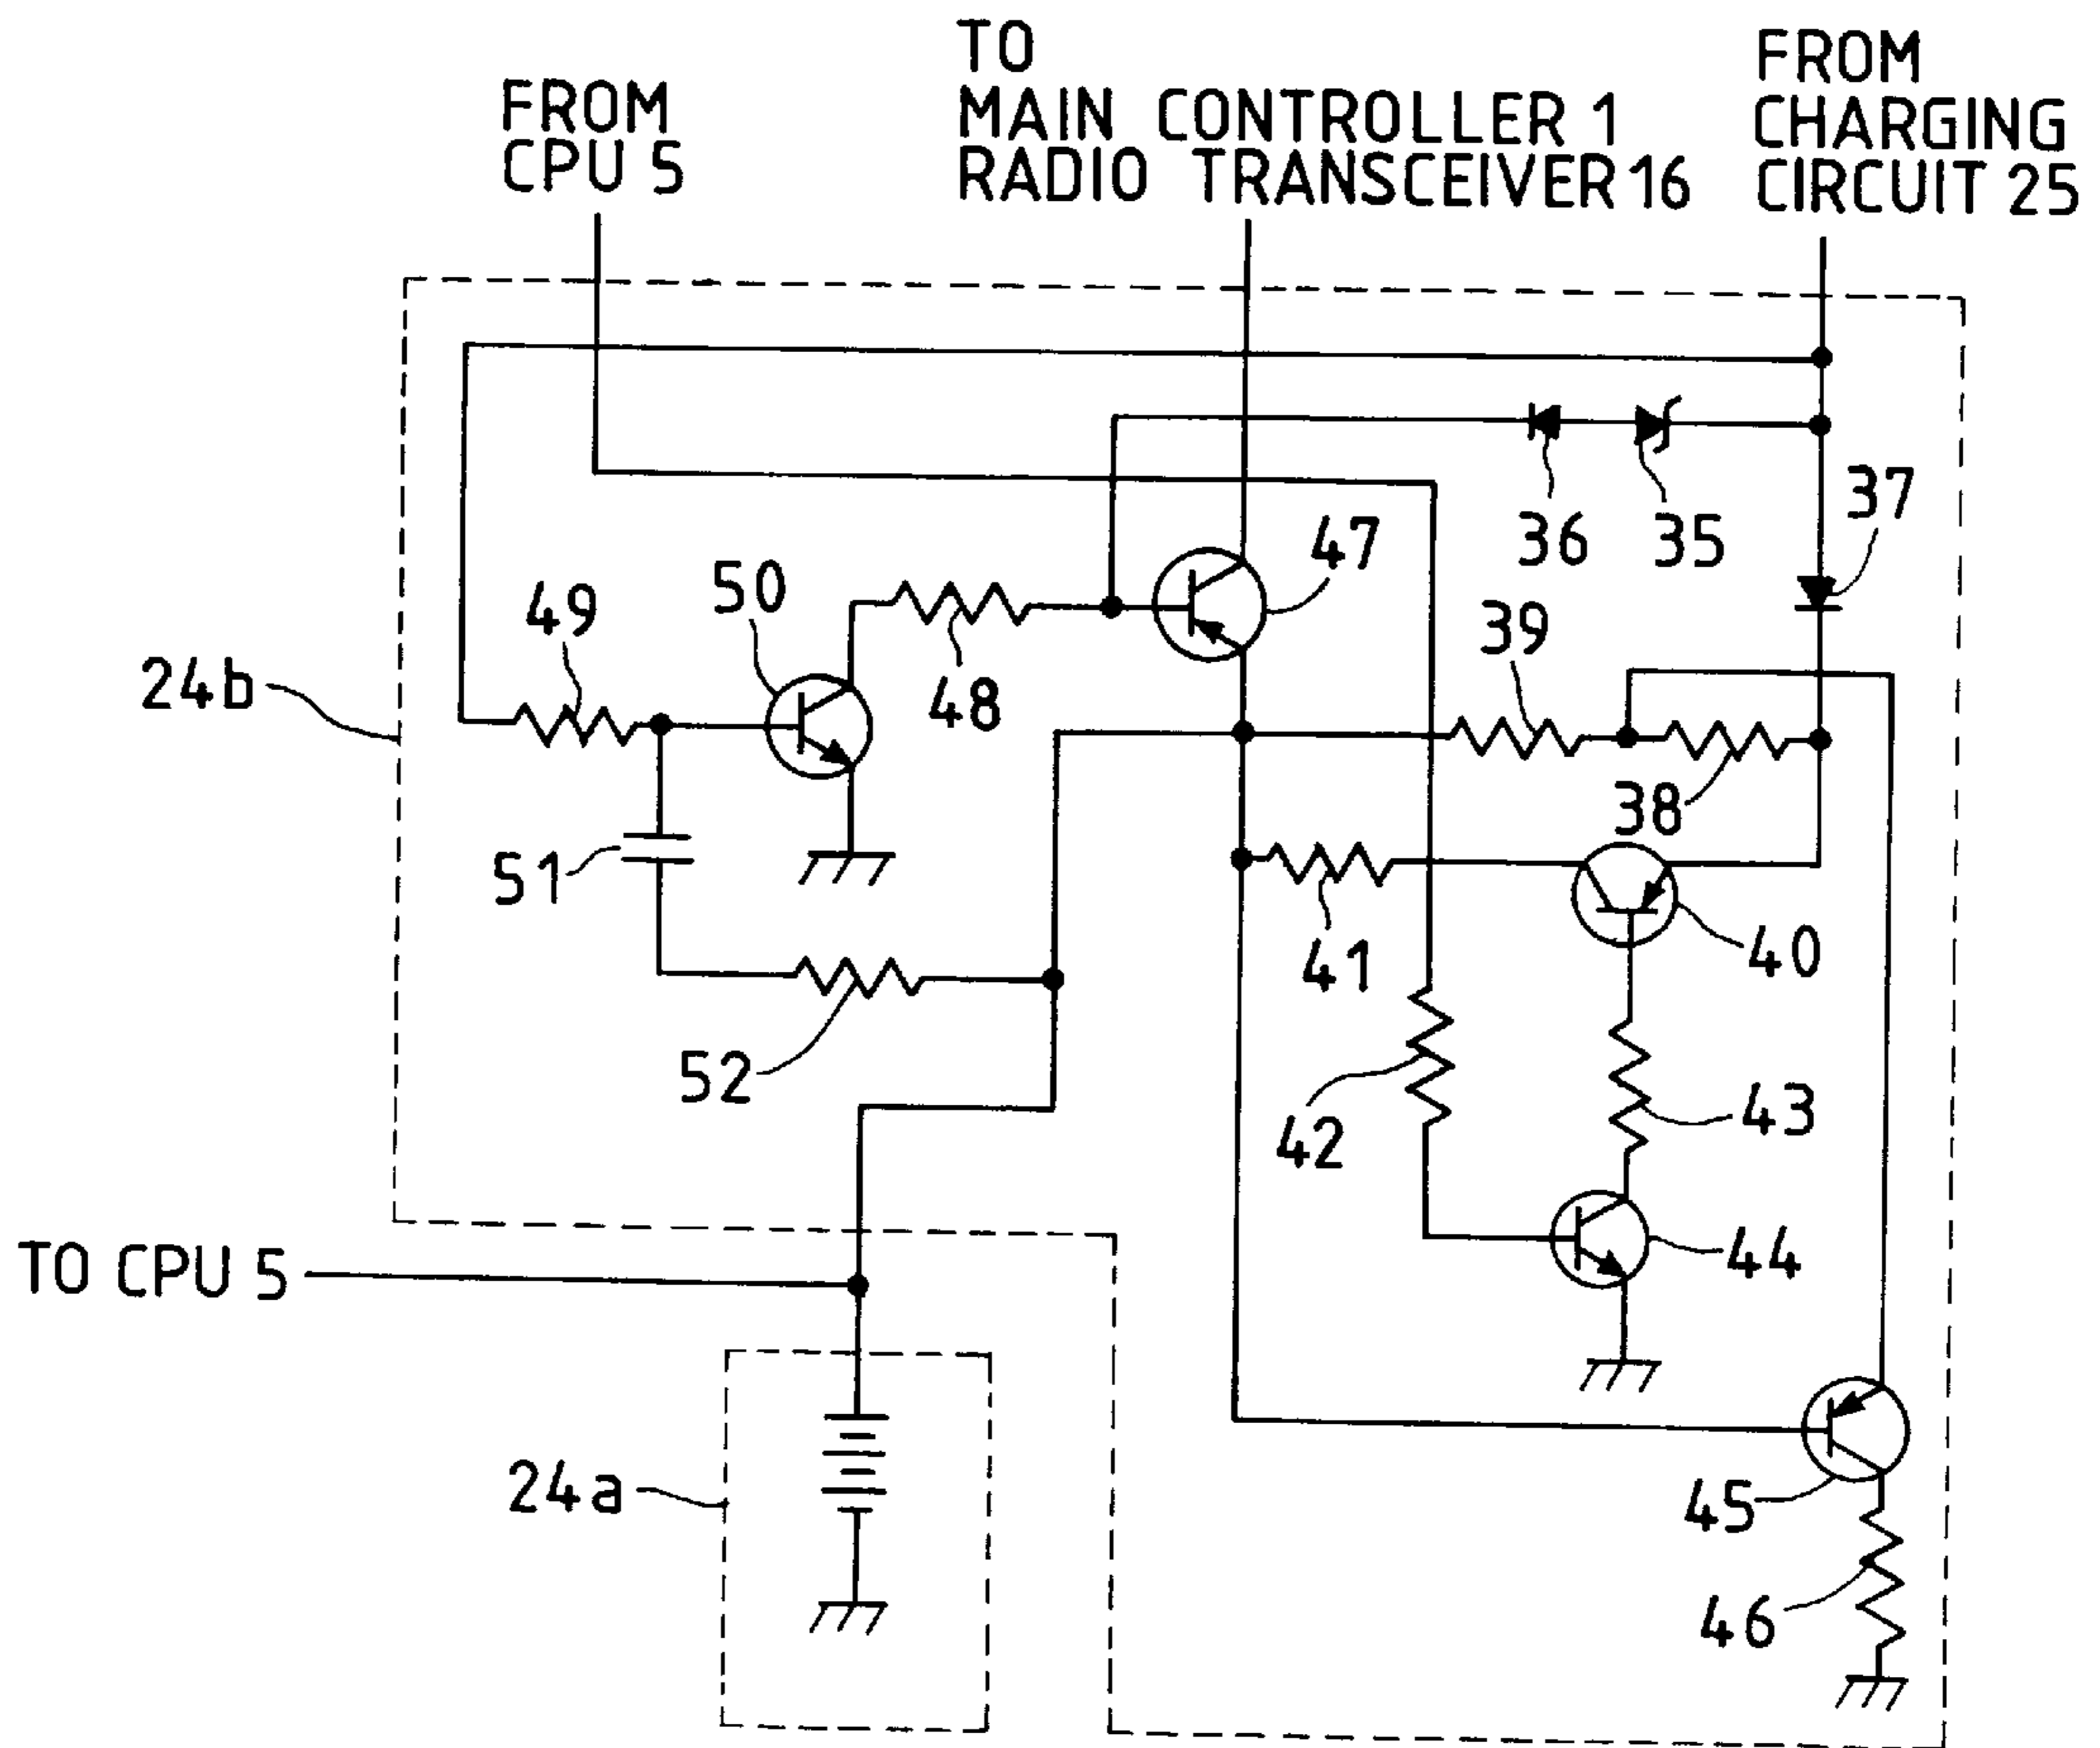 TO
MAIN CONTROLLER 1
RADIO TRANSCEIVER 16
FROM
CPU 5
FROM
CHARGING
CIRCUIT 25
37
36
35
47
50
49
39
48
24b
38
51
40
41
52
43
42
44
TO CPU 5
24a
45
46